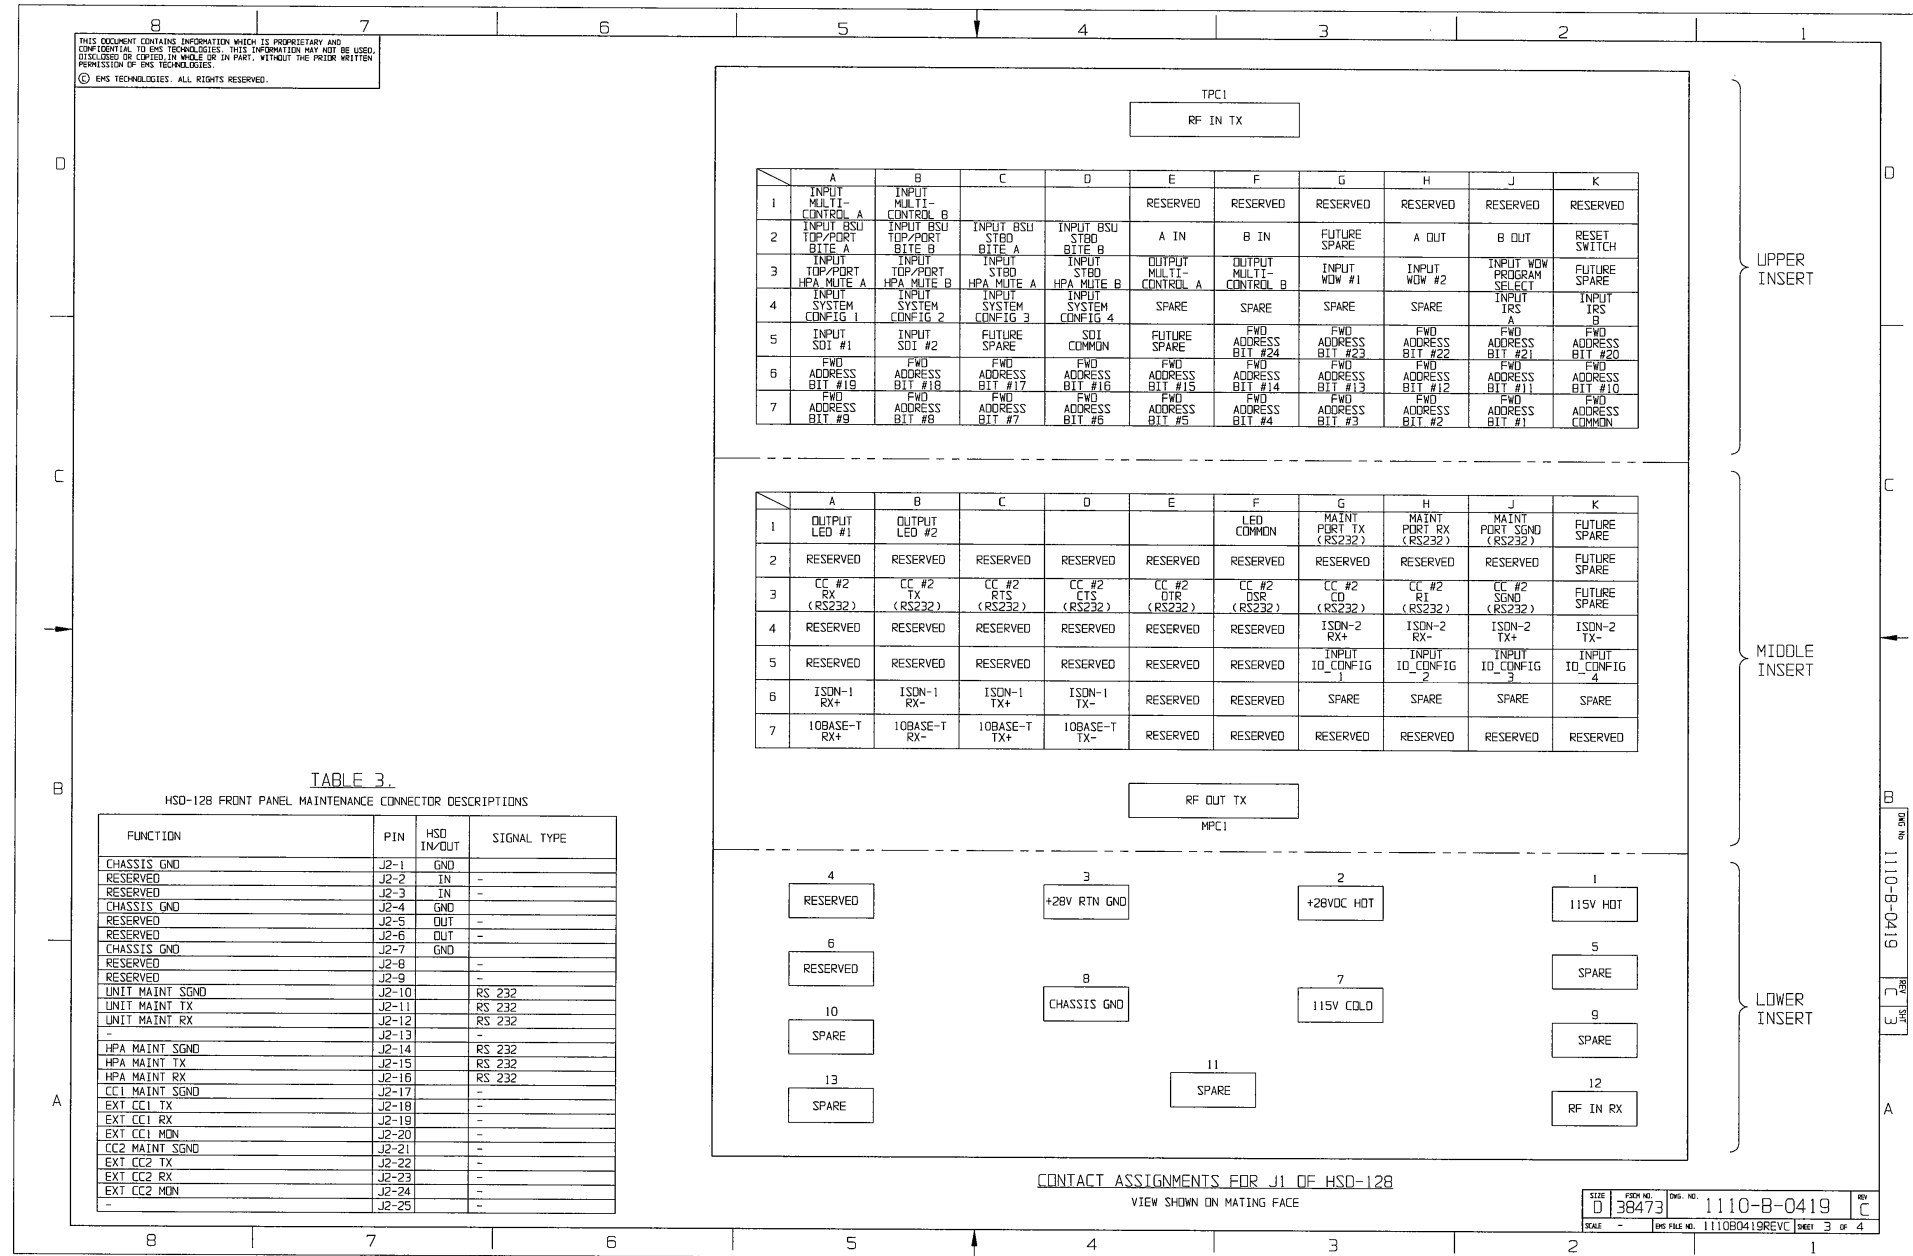 8 7 6 5 4 3 2 1
THIS DOCUMENT CONTAINS INFORMATION WHICH IS PROPRIETARY AND
CONFIDENTIAL TO EMS TECHNOLOGIES. THIS INFORMATION MAY NOT BE USED,
DISCLOSED OR COPIED,IN WHOLE OR IN PART, WITHOUT THE PRIOR WRITTEN
PERMISSION OF EMS TECHNOLOGIES.
© EMS TECHNOLOGIES. ALL RIGHTS RESERVED.
TPC1
RF IN TX
D D
A B C D E F G H J K
1 INPUT MULTI- CONTROL A INPUT MULTI- CONTROL B RESERVED RESERVED RESERVED RESERVED RESERVED RESERVED
2 INPUT BSU TOP/PORT BITE A INPUT BSU TOP/PORT BITE B INPUT BSU STBD BITE A INPUT BSU STBD BITE B A IN B IN FUTURE SPARE A OUT B OUT RESET SWITCH
3 INPUT TOP/PORT HPA MUTE A INPUT TOP/PORT HPA MUTE B INPUT STBD HPA MUTE A INPUT STBD HPA MUTE B OUTPUT MULTI- CONTROL A OUTPUT MULTI- CONTROL B INPUT WOW #1 INPUT WOW #2 INPUT WOW PROGRAM SELECT FUTURE SPARE
4 INPUT SYSTEM CONFIG 1 INPUT SYSTEM CONFIG 2 INPUT SYSTEM CONFIG 3 INPUT SYSTEM CONFIG 4 SPARE SPARE SPARE SPARE INPUT IRS A INPUT IRS B
5 INPUT SDI #1 INPUT SDI #2 FUTURE SPARE SDI COMMON FUTURE SPARE FWD ADDRESS BIT #24 FWD ADDRESS BIT #23 FWD ADDRESS BIT #22 FWD ADDRESS BIT #21 FWD ADDRESS BIT #20
6 FWD ADDRESS BIT #19 FWD ADDRESS BIT #18 FWD ADDRESS BIT #17 FWD ADDRESS BIT #16 FWD ADDRESS BIT #15 FWD ADDRESS BIT #14 FWD ADDRESS BIT #13 FWD ADDRESS BIT #12 FWD ADDRESS BIT #11 FWD ADDRESS BIT #10
7 FWD ADDRESS BIT #9 FWD ADDRESS BIT #8 FWD ADDRESS BIT #7 FWD ADDRESS BIT #6 FWD ADDRESS BIT #5 FWD ADDRESS BIT #4 FWD ADDRESS BIT #3 FWD ADDRESS BIT #2 FWD ADDRESS BIT #1 FWD ADDRESS COMMON
UPPER
INSERT
C C
A B C D E F G H J K
1 OUTPUT LED #1 OUTPUT LED #2 LED COMMON MAINT PORT TX (RS232) MAINT PORT RX (RS232) MAINT PORT SGND (RS232) FUTURE SPARE
2 RESERVED RESERVED RESERVED RESERVED RESERVED RESERVED RESERVED RESERVED RESERVED FUTURE SPARE
3 CC #2 RX (RS232) CC #2 TX (RS232) CC #2 RTS (RS232) CC #2 CTS (RS232) CC #2 DTR (RS232) CC #2 DSR (RS232) CC #2 CD (RS232) CC #2 RI (RS232) CC #2 SGND (RS232) FUTURE SPARE
4 RESERVED RESERVED RESERVED RESERVED RESERVED RESERVED ISDN-2 RX+ ISDN-2 RX- ISDN-2 TX+ ISDN-2 TX-
5 RESERVED RESERVED RESERVED RESERVED RESERVED RESERVED INPUT IO_CONFIG 1 INPUT IO_CONFIG 2 INPUT IO_CONFIG 3 INPUT IO_CONFIG 4
6 ISDN-1 RX+ ISDN-1 RX- ISDN-1 TX+ ISDN-1 TX- RESERVED RESERVED SPARE SPARE SPARE SPARE
7 10BASE-T RX+ 10BASE-T RX- 10BASE-T TX+ 10BASE-T TX- RESERVED RESERVED RESERVED RESERVED RESERVED RESERVED
MIDDLE
INSERT
RF OUT TX
MPC1
B B
4 RESERVED
3 +28V RTN GND
2 +28VDC HOT
1 115V HOT
6 RESERVED
5 SPARE
8 CHASSIS GND
7 115V COLD
10 SPARE
9 SPARE
11 SPARE
13 SPARE
12 RF IN RX
LOWER
INSERT
A A
CONTACT ASSIGNMENTS FOR J1 OF HSD-128
VIEW SHOWN ON MATING FACE
TABLE 3.
HSD-128 FRONT PANEL MAINTENANCE CONNECTOR DESCRIPTIONS
FUNCTION PIN HSD IN/OUT SIGNAL TYPE
CHASSIS GND J2-1 GND
RESERVED J2-2 IN -
RESERVED J2-3 IN -
CHASSIS GND J2-4 GND
RESERVED J2-5 OUT -
RESERVED J2-6 OUT -
CHASSIS GND J2-7 GND
RESERVED J2-8 -
RESERVED J2-9 -
UNIT MAINT SGND J2-10 RS 232
UNIT MAINT TX J2-11 RS 232
UNIT MAINT RX J2-12 RS 232
- J2-13 -
HPA MAINT SGND J2-14 RS 232
HPA MAINT TX J2-15 RS 232
HPA MAINT RX J2-16 RS 232
CC1 MAINT SGND J2-17 -
EXT CC1 TX J2-18 -
EXT CC1 RX J2-19 -
EXT CC1 MON J2-20 -
CC2 MAINT SGND J2-21 -
EXT CC2 TX J2-22 -
EXT CC2 RX J2-23 -
EXT CC2 MON J2-24 -
- J2-25 -
DWG No 1110-B-0419 REV C SHT 3
SIZE D FSCM NO. 38473 DWG. NO. 1110-B-0419 REV C
SCALE - EMS FILE NO. 1110B0419REVC SHEET 3 OF 4
8 7 6 5 4 3 2 1